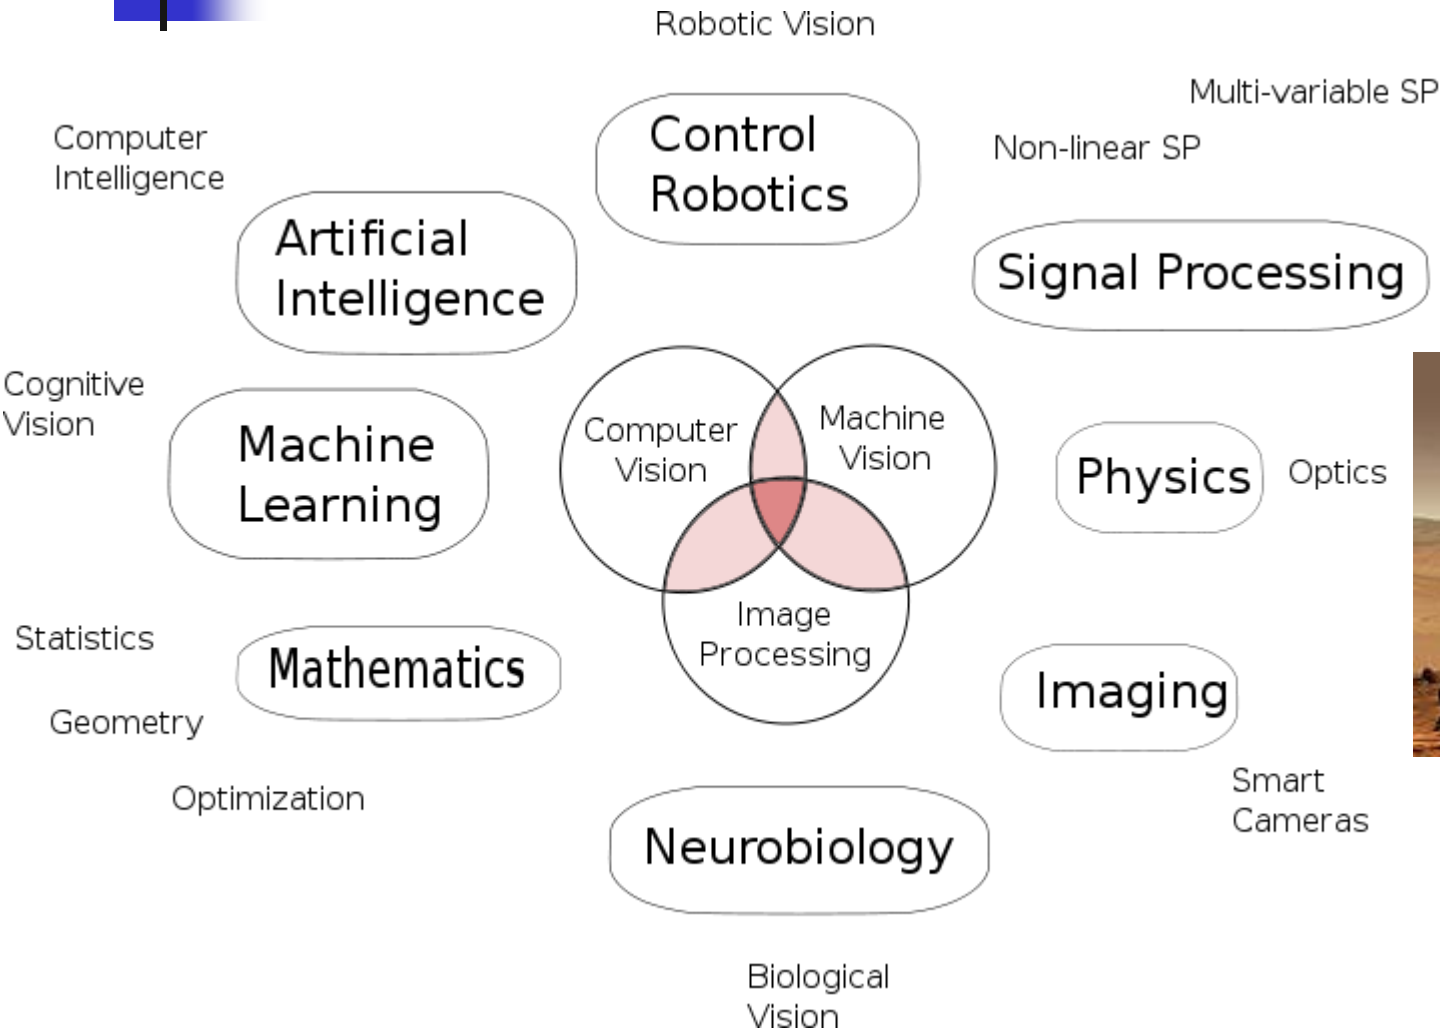 Robotic Vision
Multi-variable SP
Computer
Intelligence
Control
Robotics
Non-linear SP
Artificial
Intelligence
Signal Processing
Cognitive
Vision
Machine
Learning
Computer
Vision
Machine
Vision
Physics
Optics
Image
Processing
Statistics
Mathematics
Geometry
Imaging
Optimization
Smart
Cameras
Neurobiology
Biological
Vision